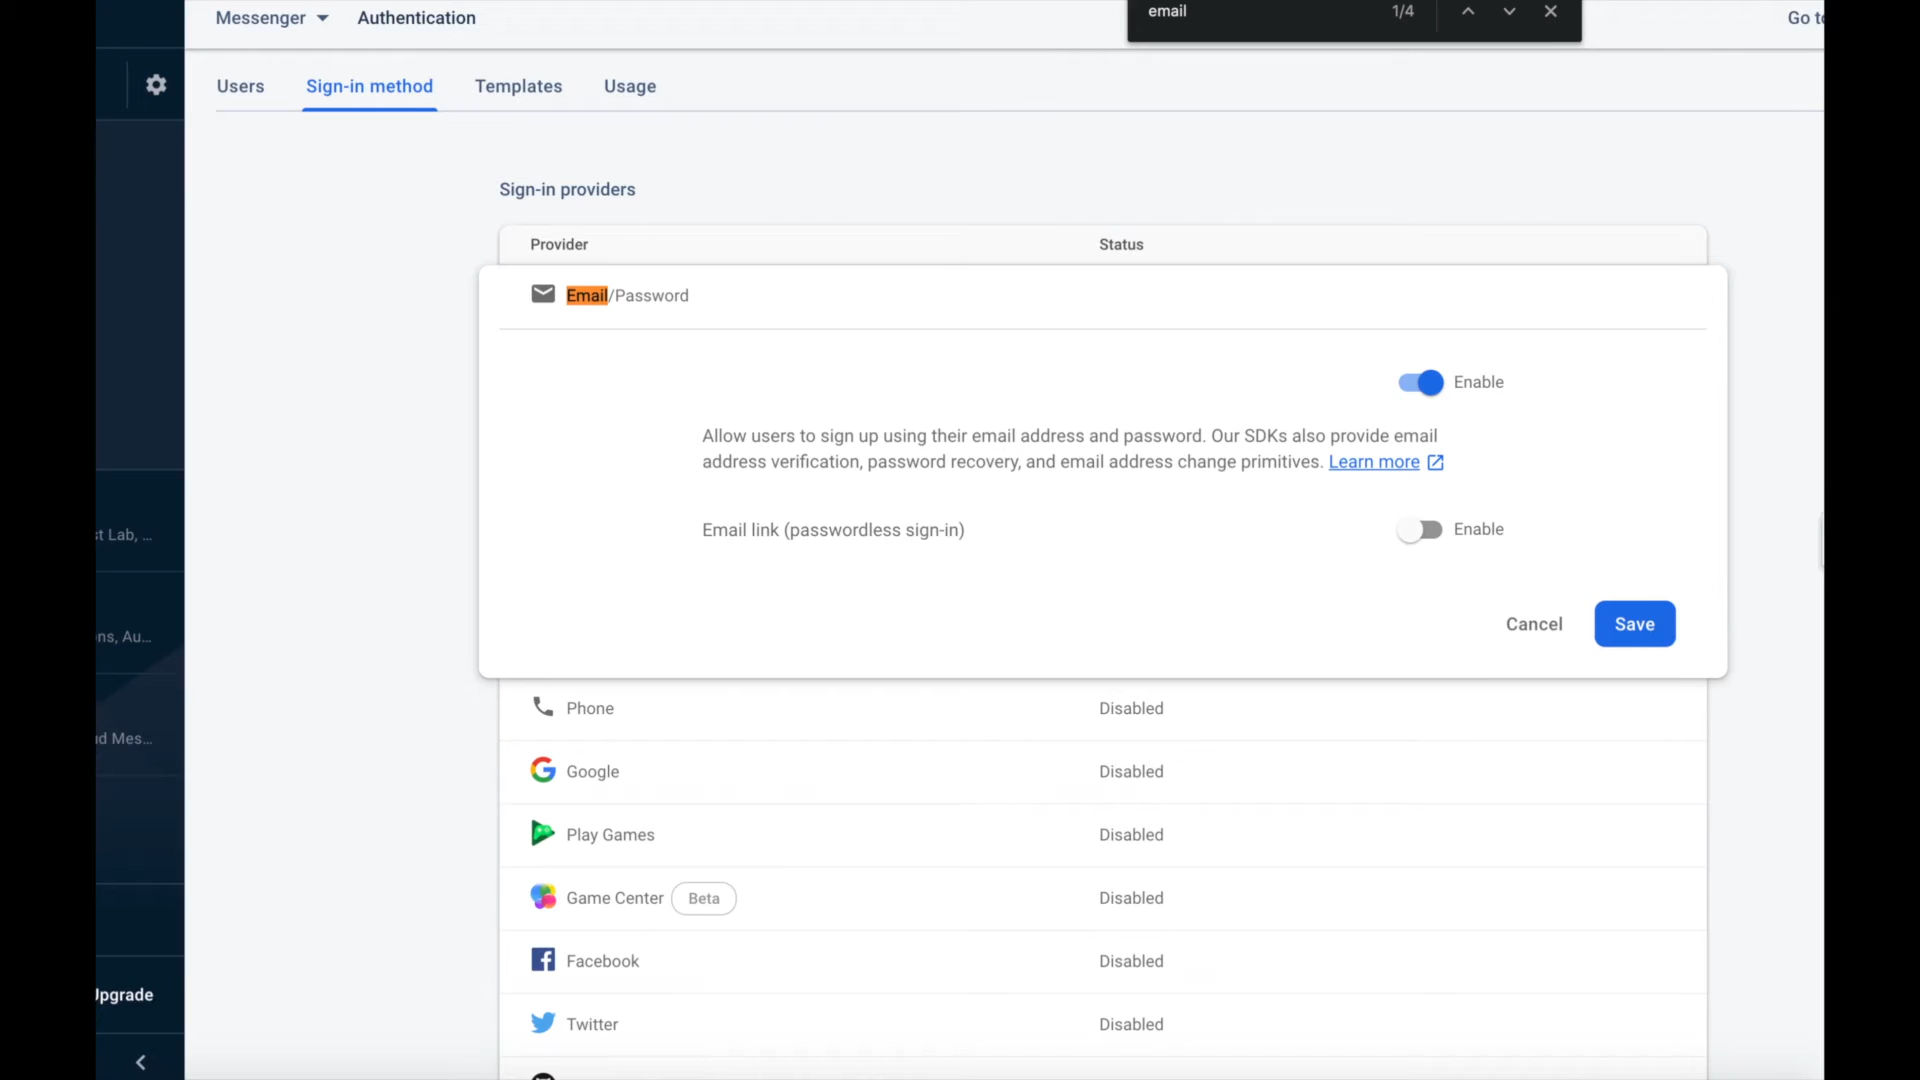 Messenger Authentication
email 1/4
Go to
Users Sign-in method Templates Usage
Sign-in providers
Provider Status
Email/Password
Enable
Allow users to sign up using their email address and password. Our SDKs also provide email
address verification, password recovery, and email address change primitives. Learn more
Email link (passwordless sign-in) Enable
Cancel Save
st Lab, ...
ns, Au...
d Mes...
Upgrade
Phone Disabled
Google Disabled
Play Games Disabled
Game Center Beta Disabled
Facebook Disabled
Twitter Disabled